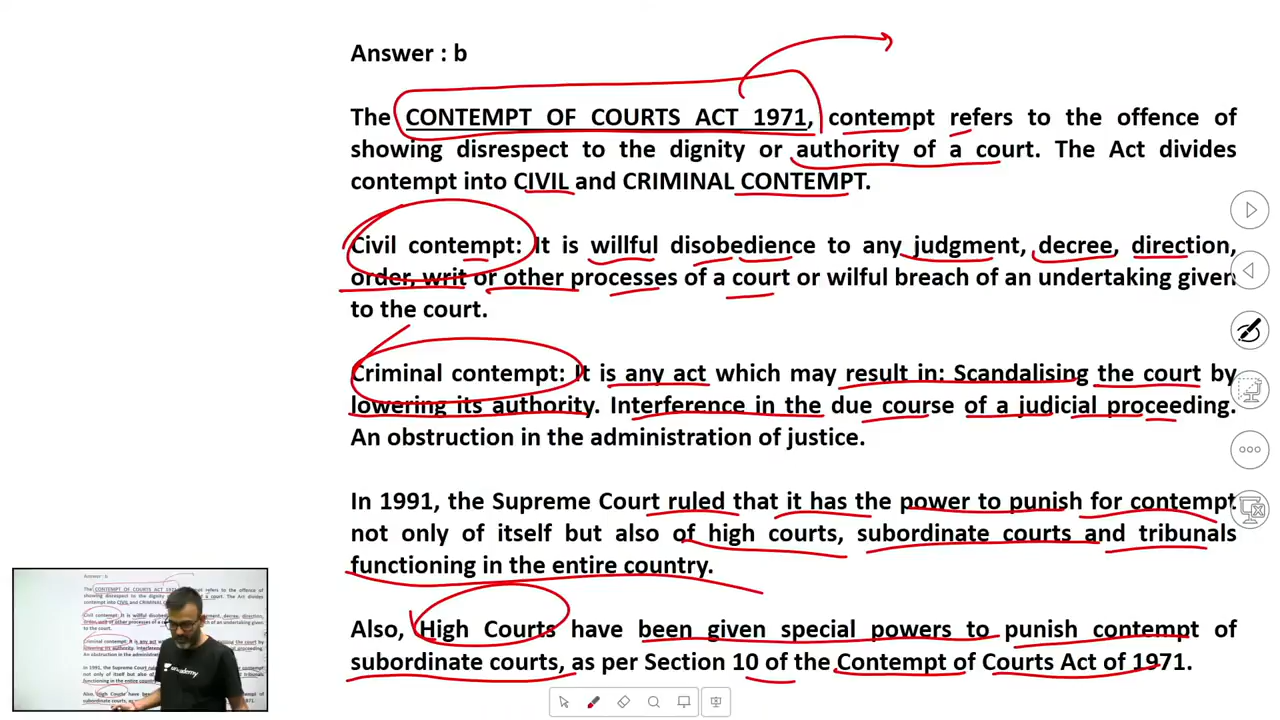 Answer : b
The CONTEMPT OF COURTS ACT 1971, contempt refers to the offence of
showing disrespect to the dignity or authority of a court. The Act divides
contempt into CIVIL and CRIMINAL CONTEMPT.
Civil contempt: It is willful disobedience to any judgment, decree, direction,
order, writ or other processes of a court or wilful breach of an undertaking given
to the court.
Criminal contempt: It is any act which may result in: Scandalising the court by
lowering its authority. Interference in the due course of a judicial proceeding.
An obstruction in the administration of justice.
In 1991, the Supreme Court ruled that it has the power to punish for contempt
not only of itself but also of high courts, subordinate courts and tribunals
functioning in the entire country.
Also, High Courts have been given special powers to punish contempt of
subordinate courts, as per Section 10 of the Contempt of Courts Act of 1971.
unacademy